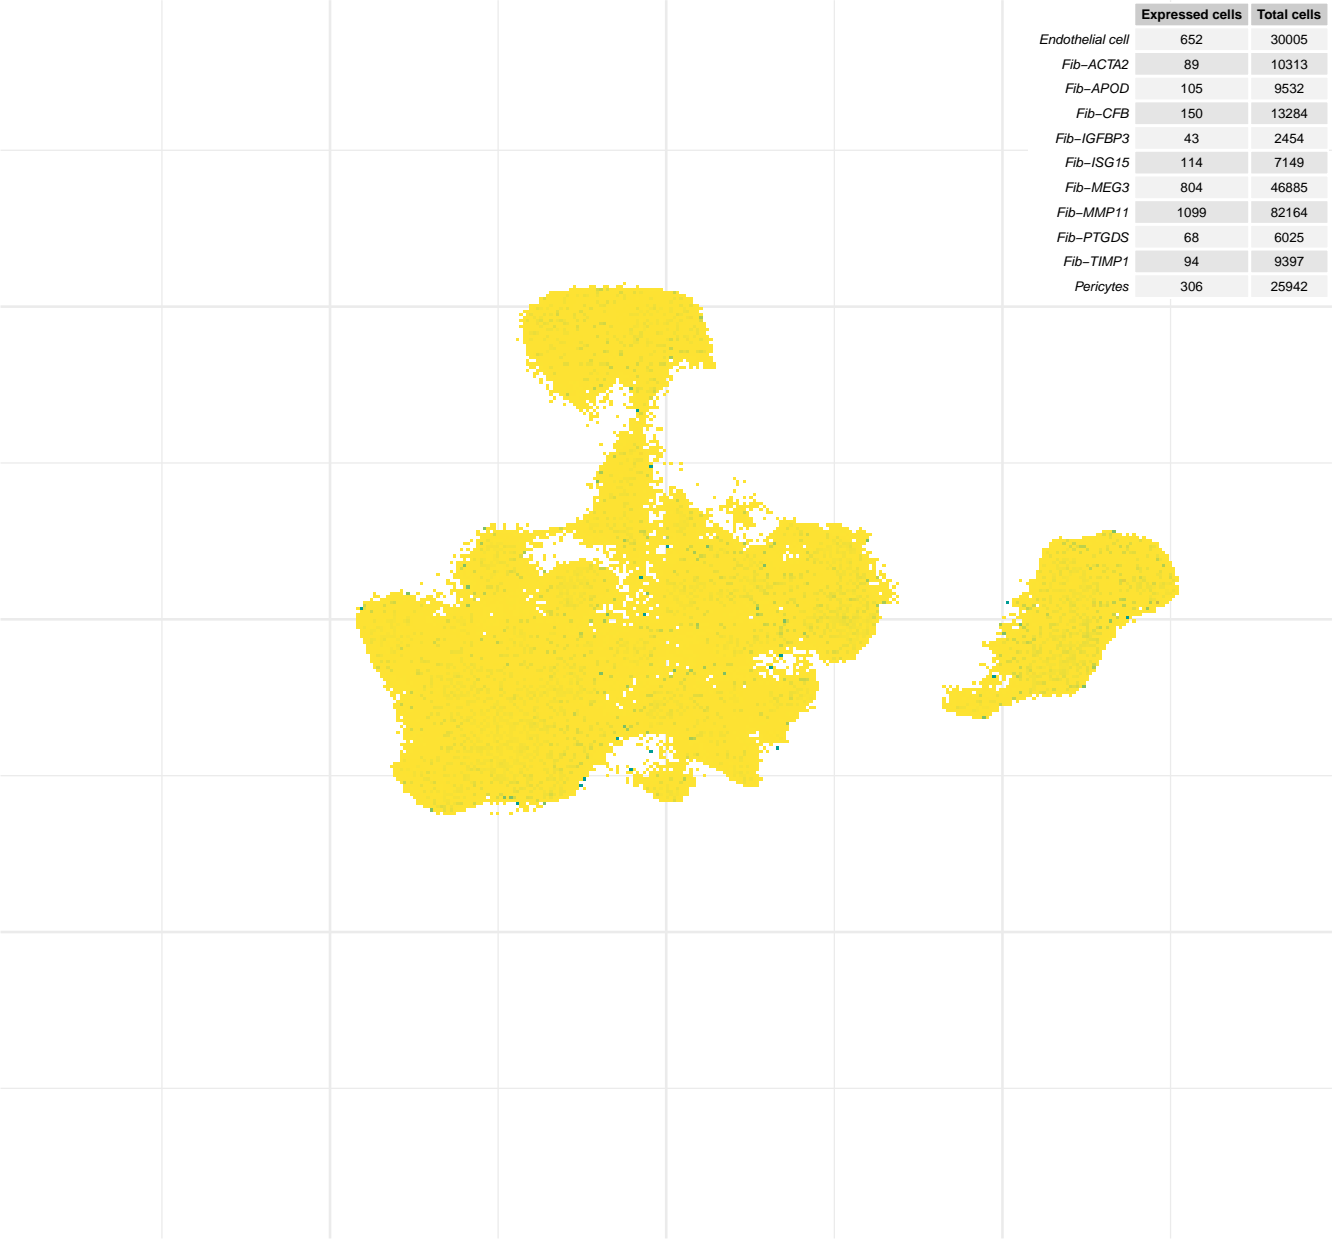 Expressed cells Total cells
Endothelial cell 652 30005
Fib−ACTA2 89 10313
Fib−APOD 105 9532
Fib−CFB 150 13284
Fib−IGFBP3 43 2454
Fib−ISG15 114 7149
Fib−MEG3 804 46885
Fib−MMP11 1099 82164
Fib−PTGDS 68 6025
Fib−TIMP1 94 9397
Pericytes 306 25942